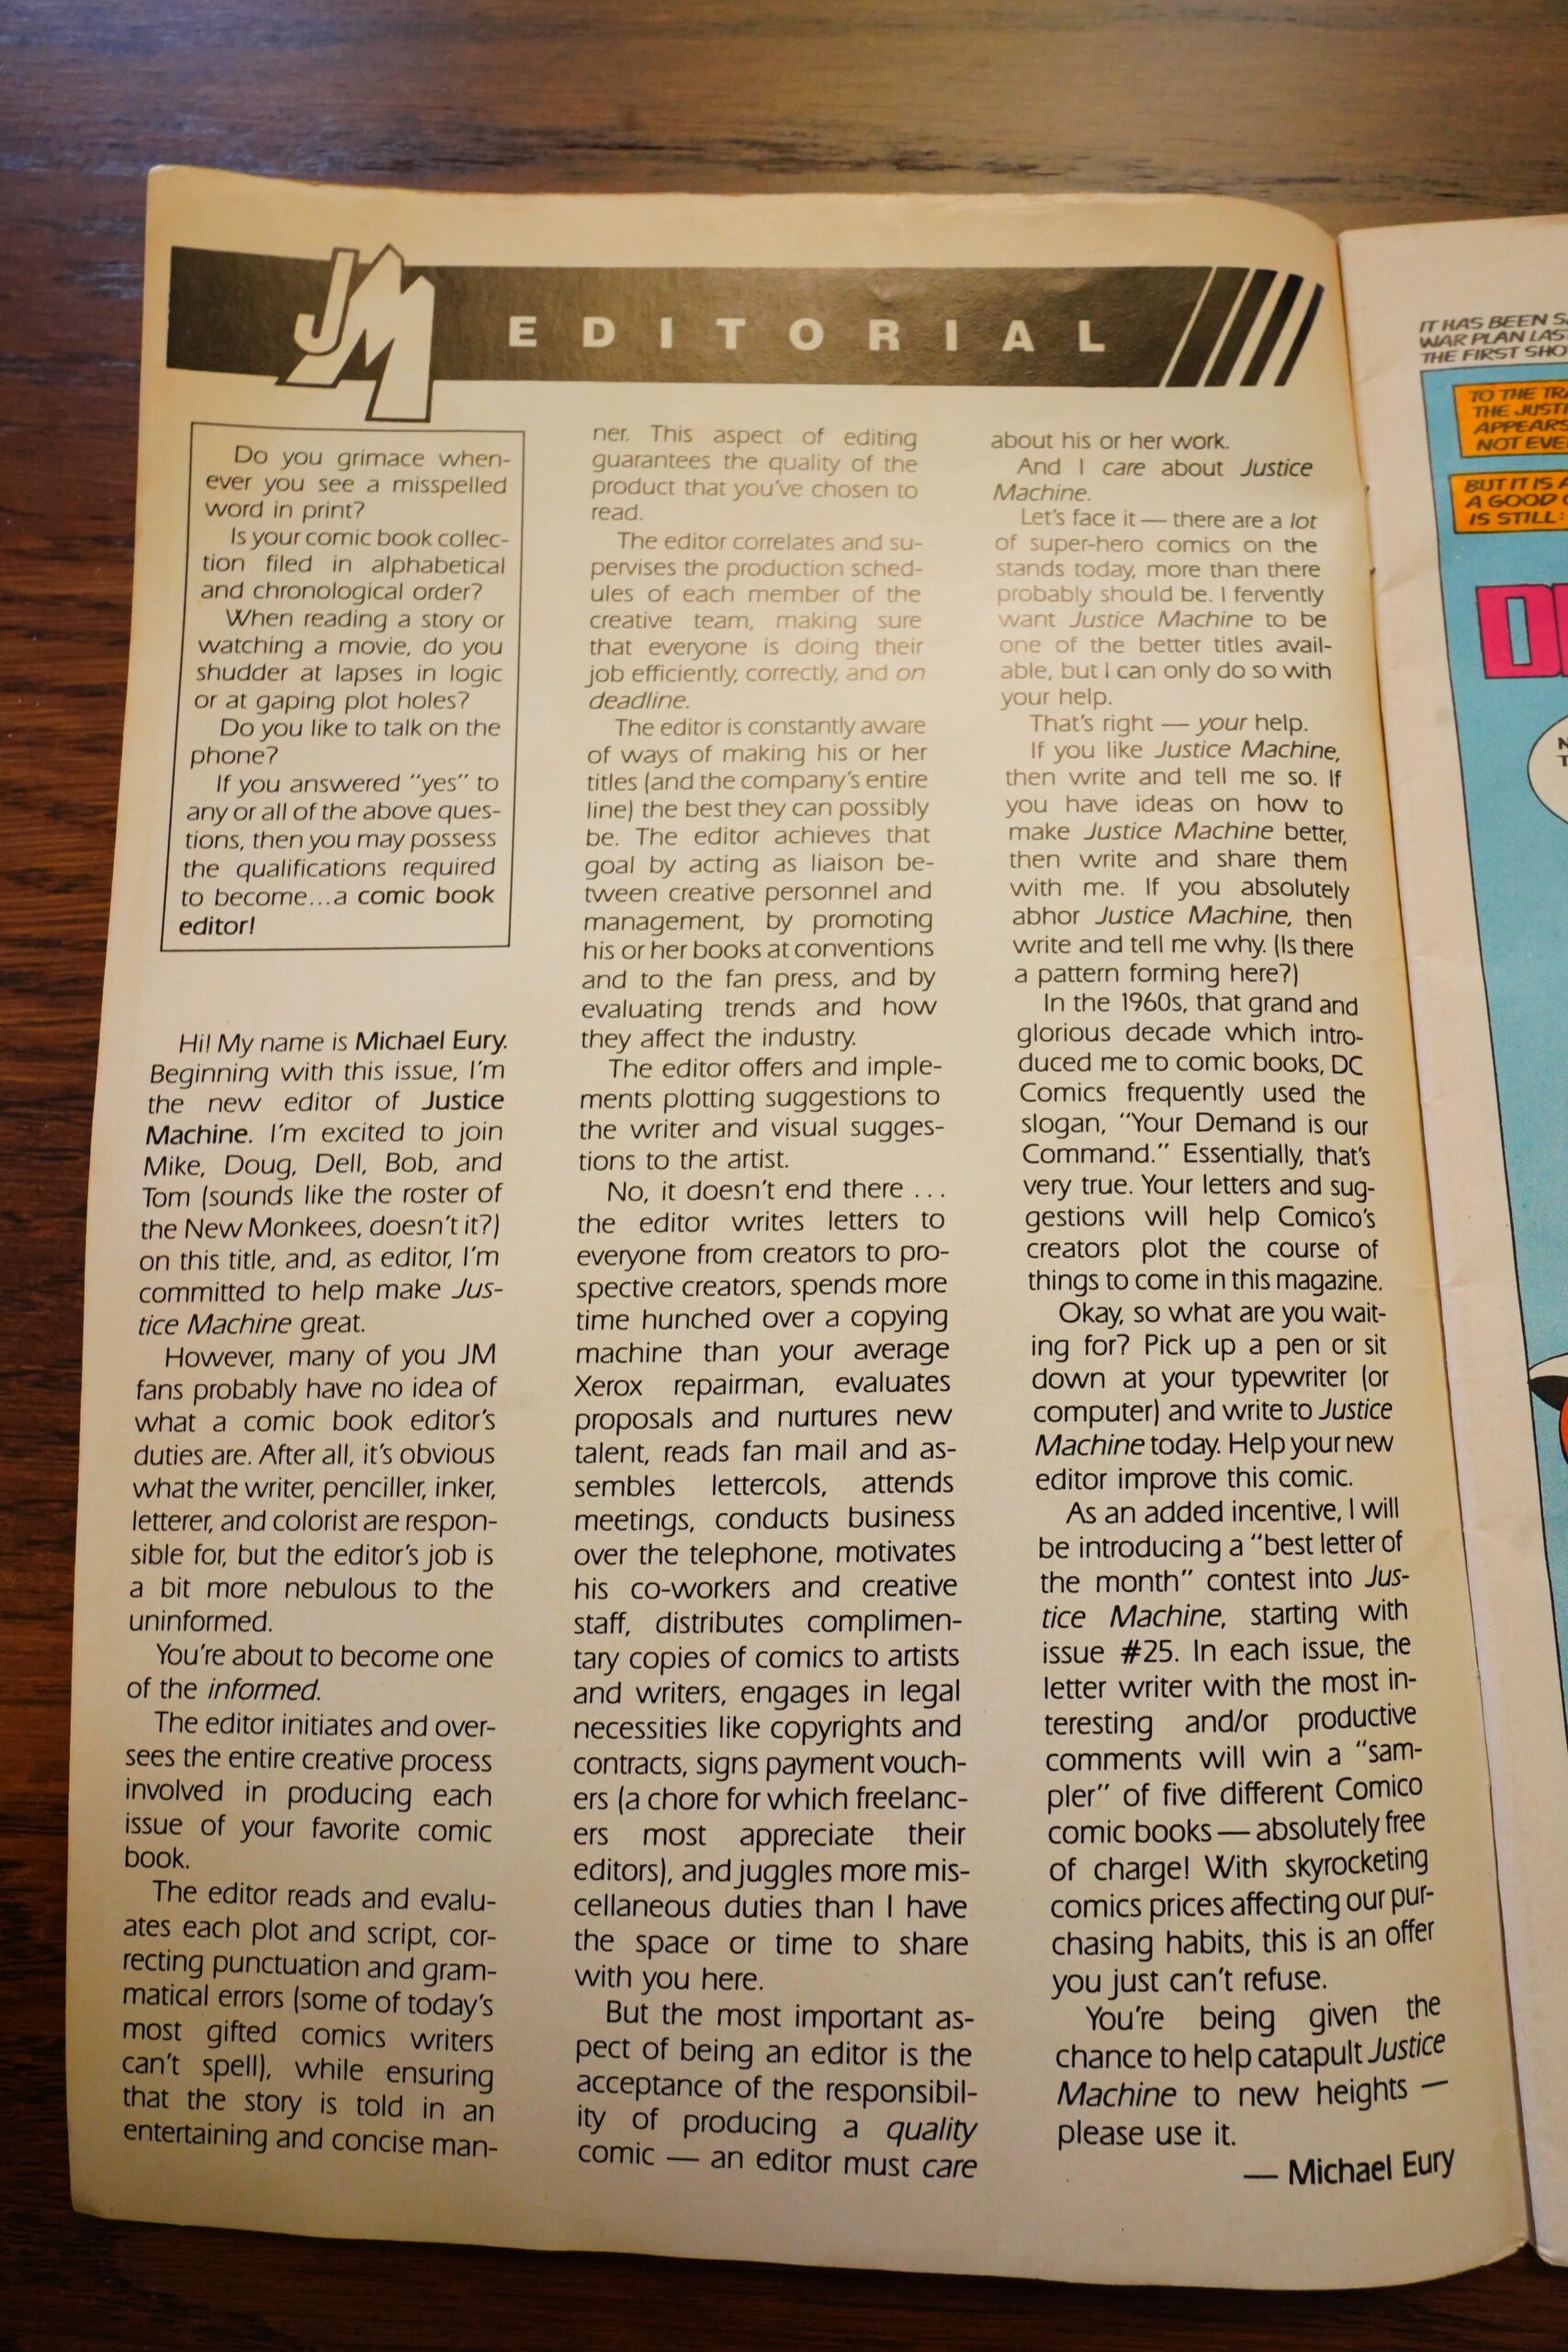 JM EDITORIAL
Do you grimace when-
ever you see a misspelled
word in print?
Is your comic book collec-
tion filed in alphabetical
and chronological order?
When reading a story or
watching a movie, do you
shudder at lapses in logic
or at gaping plot holes?
Do you like to talk on the
phone?
If you answered "yes" to
any or all of the above ques-
tions, then you may possess
the qualifications required
to become...a comic book
editor!
Hi! My name is Michael Eury.
Beginning with this issue, I'm
the new editor of Justice
Machine. I'm excited to join
Mike, Doug, Dell, Bob, and
Tom (sounds like the roster of
the New Monkees, doesn't it?)
on this title, and, as editor, I'm
committed to help make Jus-
tice Machine great.
However, many of you JM
fans probably have no idea of
what a comic book editor's
duties are. After all, it's obvious
what the writer, penciller, inker,
letterer, and colorist are respon-
sible for, but the editor's job is
a bit more nebulous to the
uninformed.
You're about to become one
of the informed.
The editor initiates and over-
sees the entire creative process
involved in producing each
issue of your favorite comic
book.
The editor reads and evalu-
ates each plot and script, cor-
recting punctuation and gram-
matical errors (some of today's
most gifted comics writers
can't spell), while ensuring
that the story is told in an
entertaining and concise man-
ner. This aspect of editing
guarantees the quality of the
product that you've chosen to
read.
The editor correlates and su-
pervises the production sched-
ules of each member of the
creative team, making sure
that everyone is doing their
job efficiently, correctly, and on
deadline.
The editor is constantly aware
of ways of making his or her
titles (and the company's entire
line) the best they can possibly
be. The editor achieves that
goal by acting as liaison be-
tween creative personnel and
management, by promoting
his or her books at conventions
and to the fan press, and by
evaluating trends and how
they affect the industry.
The editor offers and imple-
ments plotting suggestions to
the writer and visual sugges-
tions to the artist.
No, it doesn't end there ...
the editor writes letters to
everyone from creators to pro-
spective creators, spends more
time hunched over a copying
machine than your average
Xerox repairman, evaluates
proposals and nurtures new
talent, reads fan mail and as-
sembles lettercols, attends
meetings, conducts business
over the telephone, motivates
his co-workers and creative
staff, distributes complimen-
tary copies of comics to artists
and writers, engages in legal
necessities like copyrights and
contracts, signs payment vouch-
ers (a chore for which freelanc-
ers most appreciate their
editors), and juggles more mis-
cellaneous duties than I have
the space or time to share
with you here.
But the most important as-
pect of being an editor is the
acceptance of the responsibil-
ity of producing a quality
comic — an editor must care
about his or her work.
And I care about Justice
Machine.
Let's face it — there are a lot
of super-hero comics on the
stands today, more than there
probably should be. I fervently
want Justice Machine to be
one of the better titles avail-
able, but I can only do so with
your help.
That's right — your help.
If you like Justice Machine,
then write and tell me so. If
you have ideas on how to
make Justice Machine better,
then write and share them
with me. If you absolutely
abhor Justice Machine, then
write and tell me why. (Is there
a pattern forming here?)
In the 1960s, that grand and
glorious decade which intro-
duced me to comic books, DC
Comics frequently used the
slogan, "Your Demand is our
Command." Essentially, that's
very true. Your letters and sug-
gestions will help Comico's
creators plot the course of
things to come in this magazine.
Okay, so what are you wait-
ing for? Pick up a pen or sit
down at your typewriter (or
computer) and write to Justice
Machine today. Help your new
editor improve this comic.
As an added incentive, I will
be introducing a "best letter of
the month" contest into Jus-
tice Machine, starting with
issue #25. In each issue, the
letter writer with the most in-
teresting and/or productive
comments will win a "sam-
pler" of five different Comico
comic books — absolutely free
of charge! With skyrocketing
comics prices affecting our pur-
chasing habits, this is an offer
you just can't refuse.
You're being given the
chance to help catapult Justice
Machine to new heights —
please use it.
— Michael Eury
IT HAS BEEN
WAR PLAN LAS
THE FIRST SHO
TO THE TRA
THE JUSTI
APPEARS
NOT EVE
BUT IT IS A
A GOOD
IS STILL: